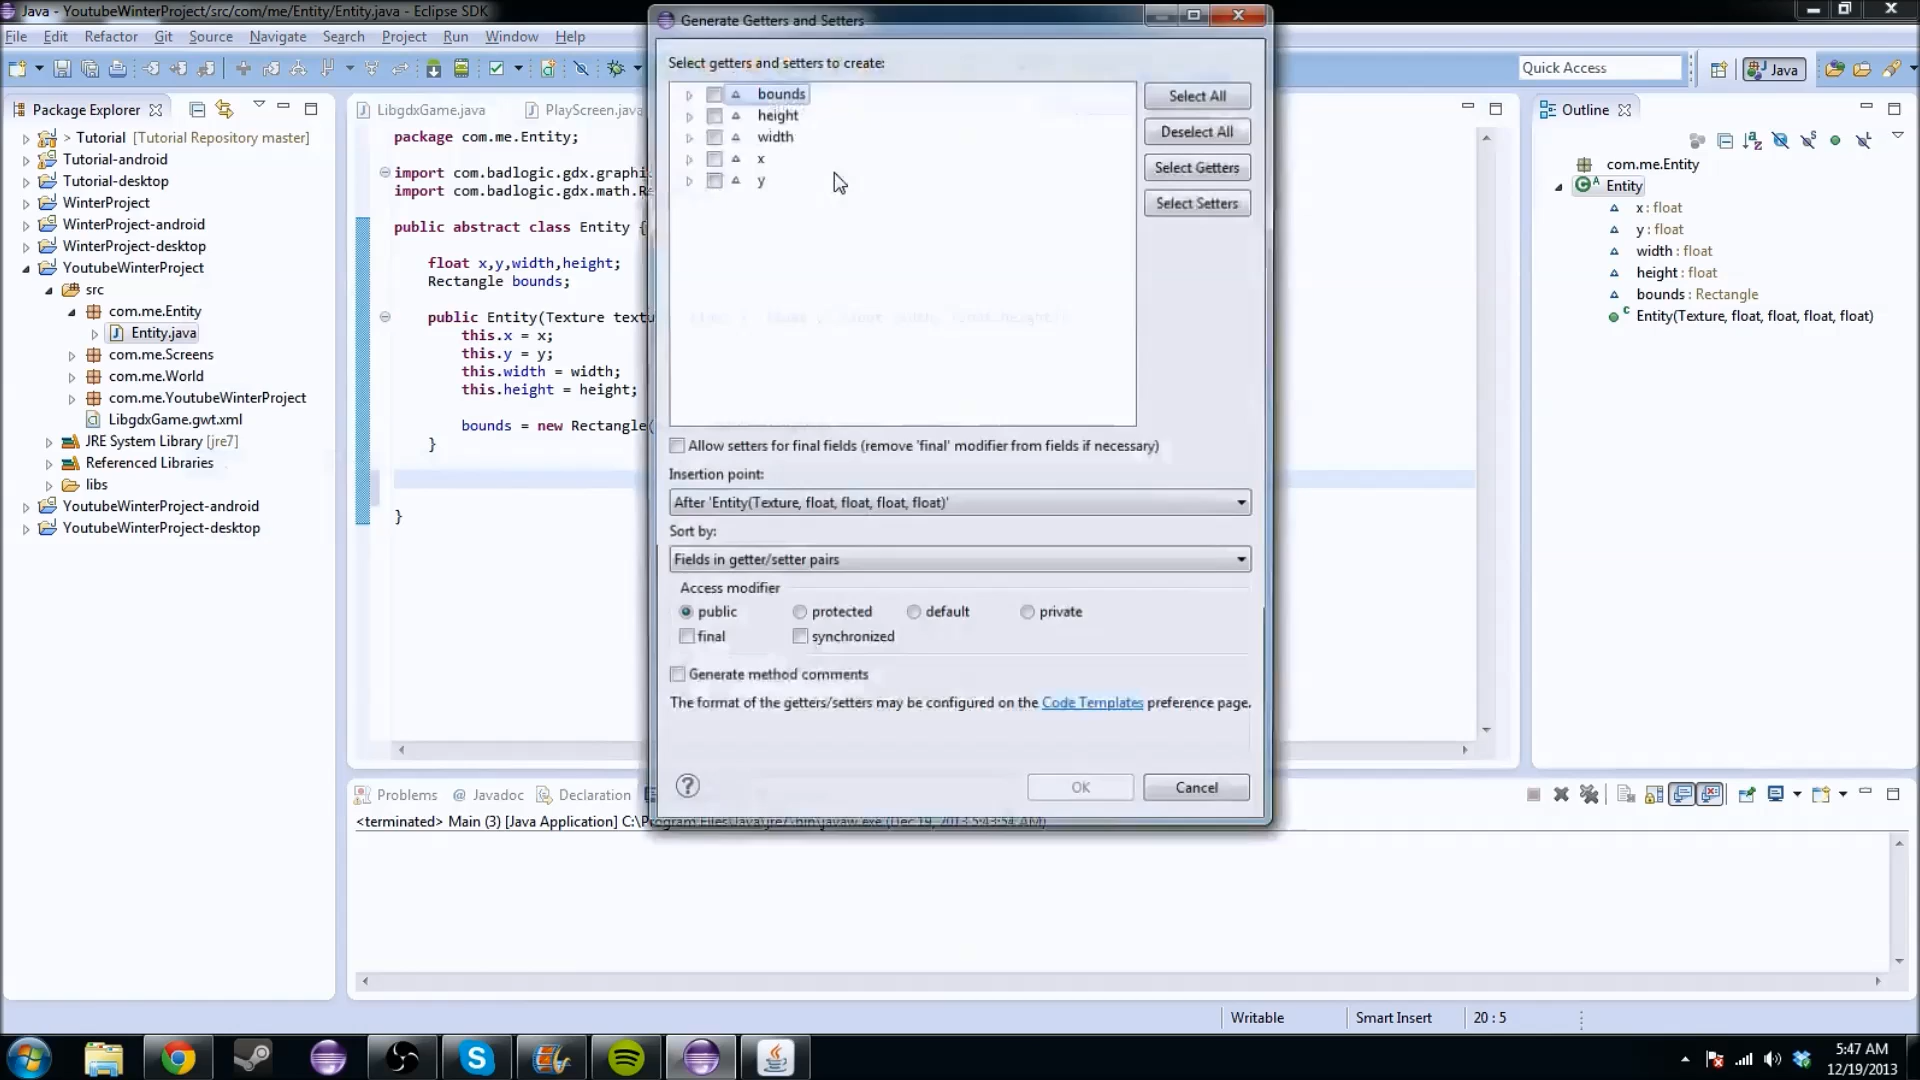 Java - YoutubeWinterProject/src/com/me/Entity/Entity.java - Eclipse SDK
File Edit Refactor Git Source Navigate Search Project Run Window Help
Quick Access
Java
Package Explorer
> Tutorial [Tutorial Repository master]
Tutorial-android
Tutorial-desktop
WinterProject
WinterProject-android
WinterProject-desktop
YoutubeWinterProject
src
com.me.Entity
Entity.java
com.me.Screens
com.me.World
com.me.YoutubeWinterProject
LibgdxGame.gwt.xml
JRE System Library [jre7]
Referenced Libraries
libs
YoutubeWinterProject-android
YoutubeWinterProject-desktop
LibgdxGame.java PlayScreen.java
package com.me.Entity;
import com.badlogic.gdx.graphi
import com.badlogic.gdx.math.R
public abstract class Entity {
float x,y,width,height;
Rectangle bounds;
public Entity(Texture textu
this.x = x;
this.y = y;
this.width = width;
this.height = height;
bounds = new Rectangle(
}
}
Generate Getters and Setters
Select getters and setters to create:
bounds
height
width
x
y
Select All
Deselect All
Select Getters
Select Setters
Allow setters for final fields (remove 'final' modifier from fields if necessary)
Insertion point:
After 'Entity(Texture, float, float, float, float)'
Sort by:
Fields in getter/setter pairs
Access modifier
public protected default private
final synchronized
Generate method comments
The format of the getters/setters may be configured on the Code Templates preference page.
?
OK Cancel
Outline
com.me.Entity
Entity
x : float
y : float
width : float
height : float
bounds : Rectangle
Entity(Texture, float, float, float, float)
Problems @ Javadoc Declaration
<terminated> Main (3) [Java Application] C:\Program Files\Java\jre7\bin\javaw.exe (Dec 19, 2013 5:43:54 AM)
Writable Smart Insert 20 : 5
5:47 AM
12/19/2013